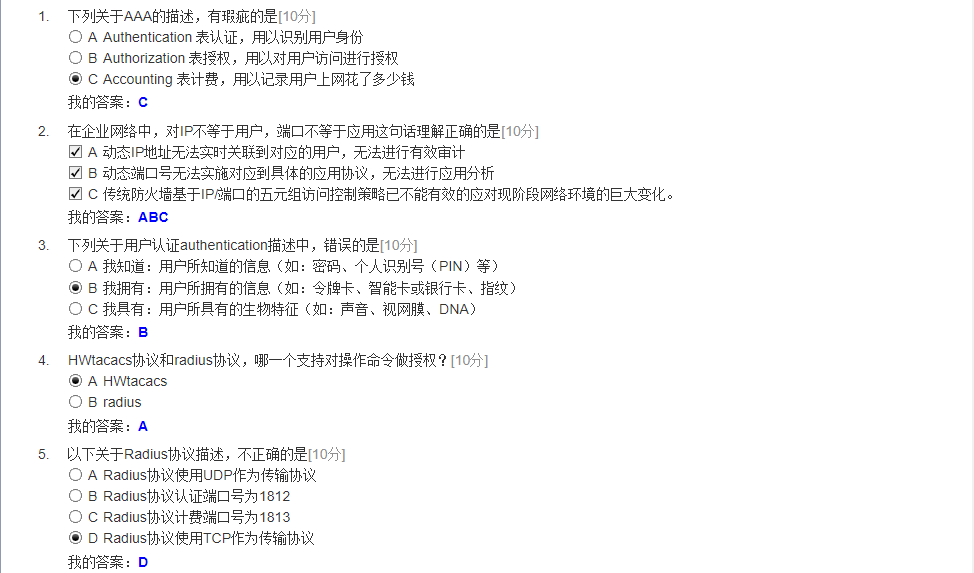 1. 下列关于AAA的描述，有瑕疵的是[10分]
A Authentication 表认证，用以识别用户身份
B Authorization 表授权，用以对用户访问进行授权
C Accounting 表计费，用以记录用户上网花了多少钱
我的答案：C
2. 在企业网络中，对IP不等于用户，端口不等于应用这句话理解正确的是[10分]
A 动态IP地址无法实时关联到对应的用户，无法进行有效审计
B 动态端口号无法实施对应到具体的应用协议，无法进行应用分析
C 传统防火墙基于IP/端口的五元组访问控制策略已不能有效的应对现阶段网络环境的巨大变化。
我的答案：ABC
3. 下列关于用户认证authentication描述中，错误的是[10分]
A 我知道：用户所知道的信息（如：密码、个人识别号（PIN）等）
B 我拥有：用户所拥有的信息（如：令牌卡、智能卡或银行卡、指纹）
C 我具有：用户所具有的生物特征（如：声音、视网膜、DNA）
我的答案：B
4. HWtacacs协议和radius协议，哪一个支持对操作命令做授权？[10分]
A HWtacacs
B radius
我的答案：A
5. 以下关于Radius协议描述，不正确的是[10分]
A Radius协议使用UDP作为传输协议
B Radius协议认证端口号为1812
C Radius协议计费端口号为1813
D Radius协议使用TCP作为传输协议
我的答案：D